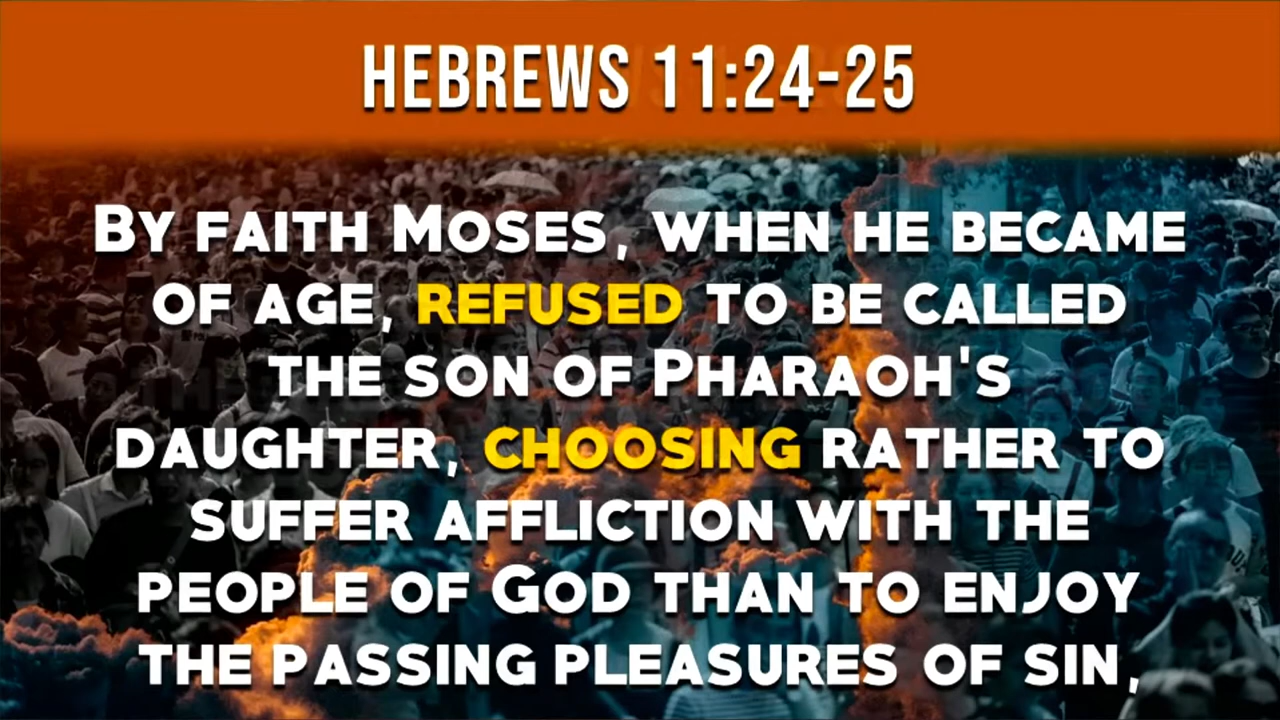 HEBREWS 11:24-25
BY FAITH MOSES, WHEN HE BECAME
OF AGE, REFUSED TO BE CALLED
THE SON OF PHARAOH'S
DAUGHTER, CHOOSING RATHER TO
SUFFER AFFLICTION WITH THE
PEOPLE OF GOD THAN TO ENJOY
THE PASSING PLEASURES OF SIN,